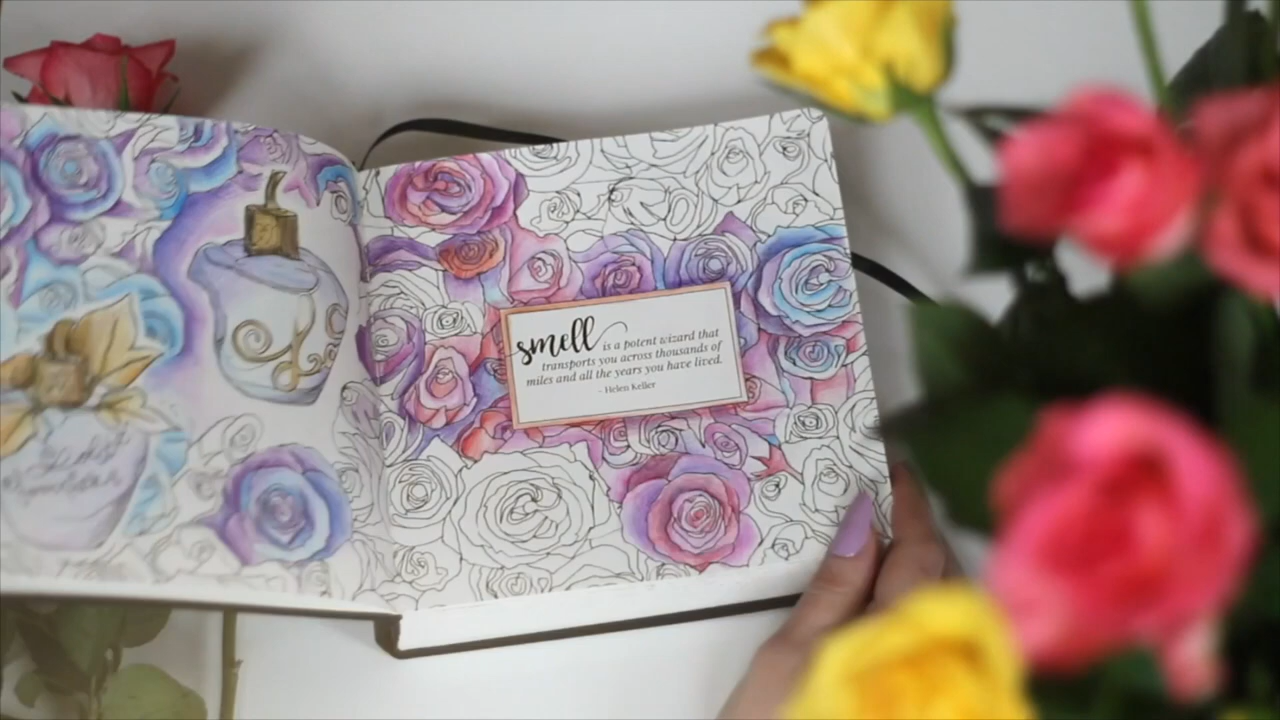 smell is a potent wizard that
transports you across thousands of
miles and all the years you have lived.
~ Helen Keller